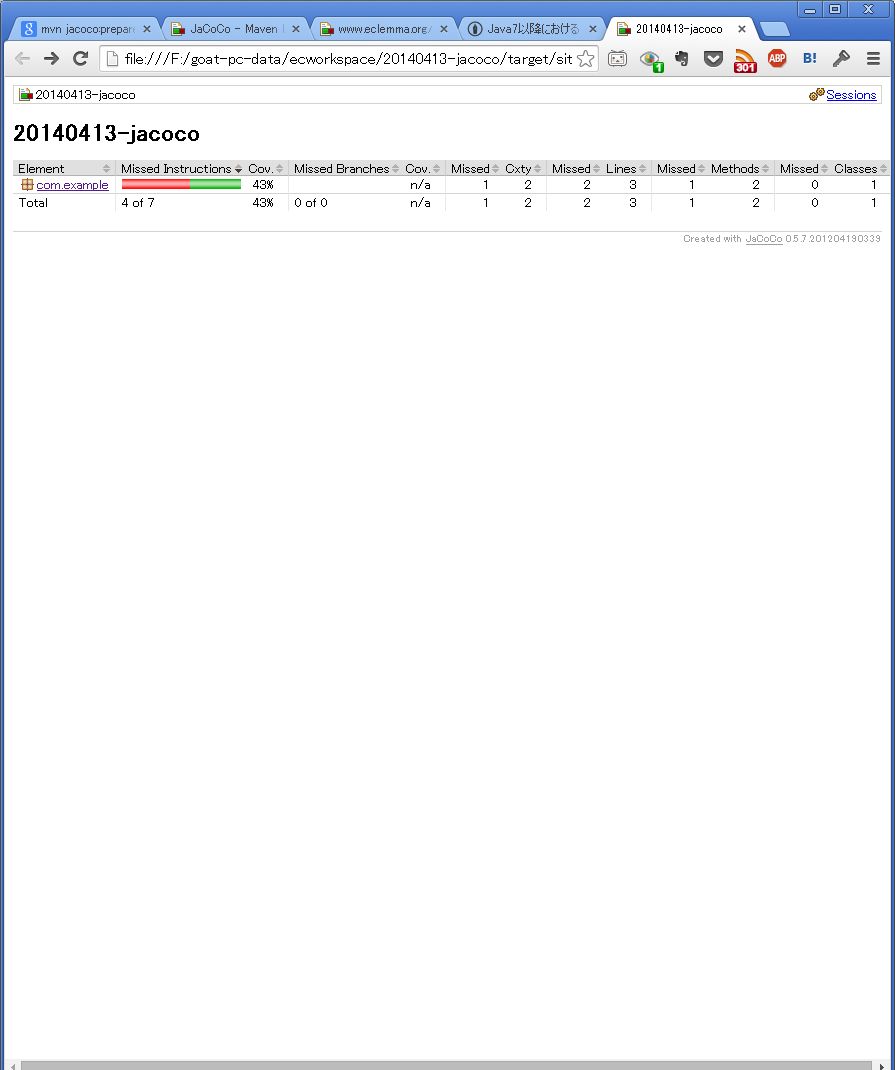 mvn jacoco:prepar
JaCoCo - Maven
www.eclemma.org/
Java7以降における
20140413-jacoco
file:///F:/goat-pc-data/ecworkspace/20140413-jacoco/target/sit
1
301
ABP
B!
20140413-jacoco
Sessions
20140413-jacoco
Element Missed Instructions Cov. Missed Branches Cov. Missed Cxty Missed Lines Missed Methods Missed Classes
com.example 43% n/a 1 2 2 3 1 2 0 1
Total 4 of 7 43% 0 of 0 n/a 1 2 2 3 1 2 0 1
Created with JaCoCo 0.5.7.201204190339